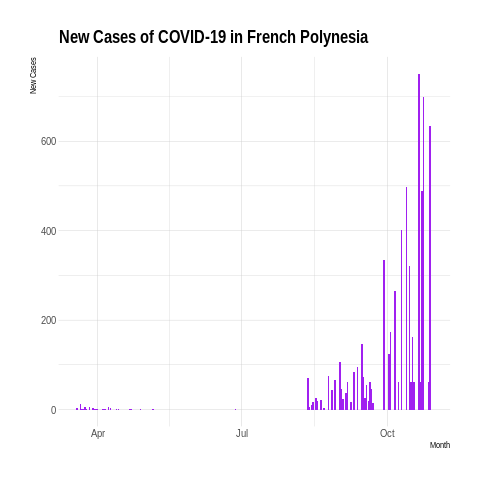 New Cases of COVID-19 in French Polynesia
New Cases
600
400
200
0
Apr
Jul
Oct
Month